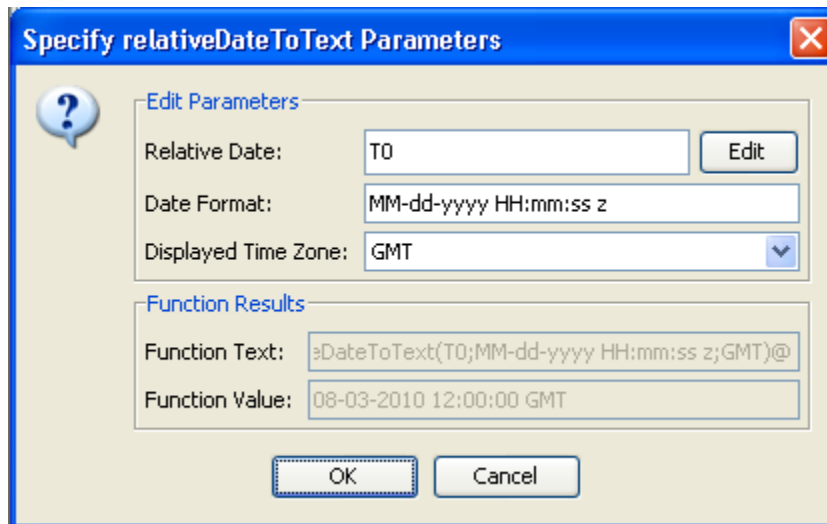 Specify relativeDateToText Parameters
Edit Parameters
Relative Date: T0 Edit
Date Format: MM-dd-yyyy HH:mm:ss z
Displayed Time Zone: GMT
Function Results
Function Text: eDateToText(T0;MM-dd-yyyy HH:mm:ss z;GMT)@
Function Value: 08-03-2010 12:00:00 GMT
OK Cancel